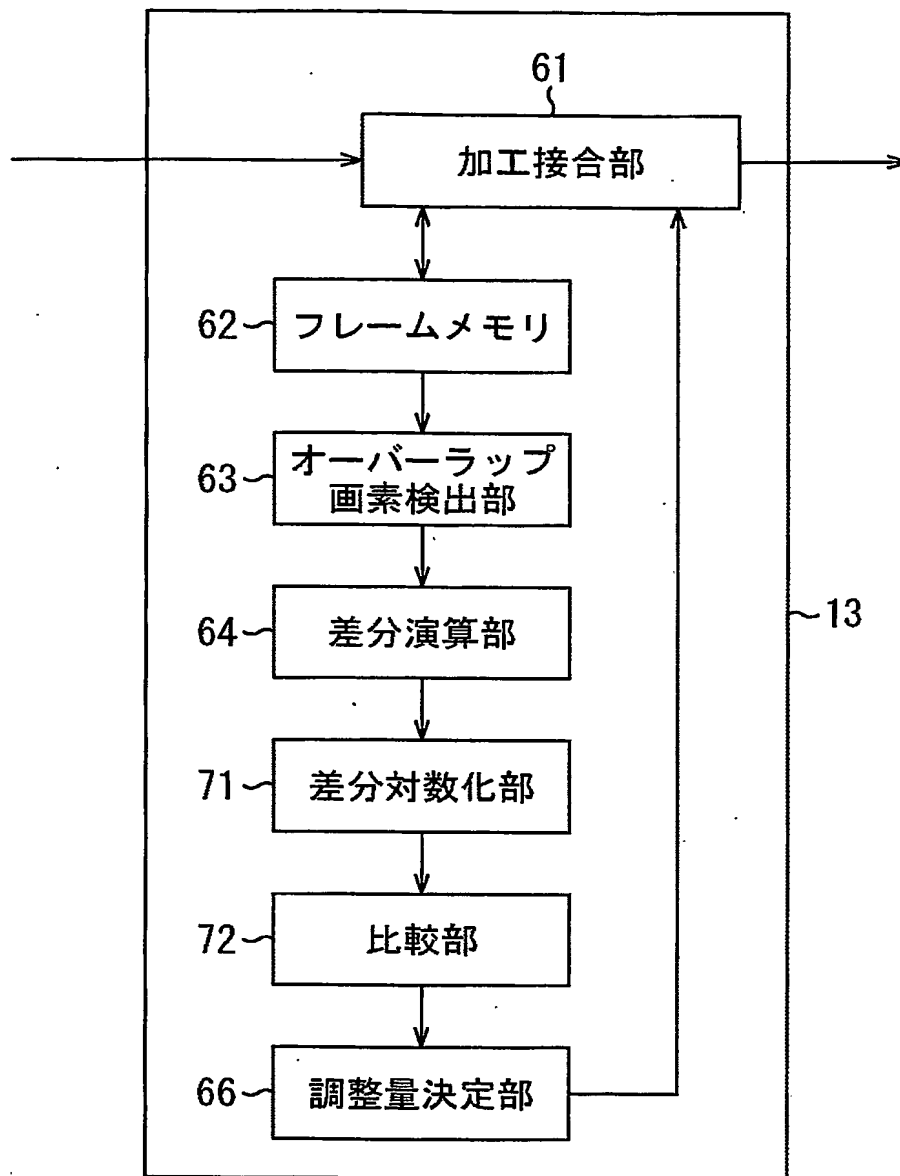 61
加工接合部
62
フレームメモリ
63
オーバーラップ
画素検出部
64
差分演算部
13
71
差分対数化部
72
比較部
66
調整量決定部